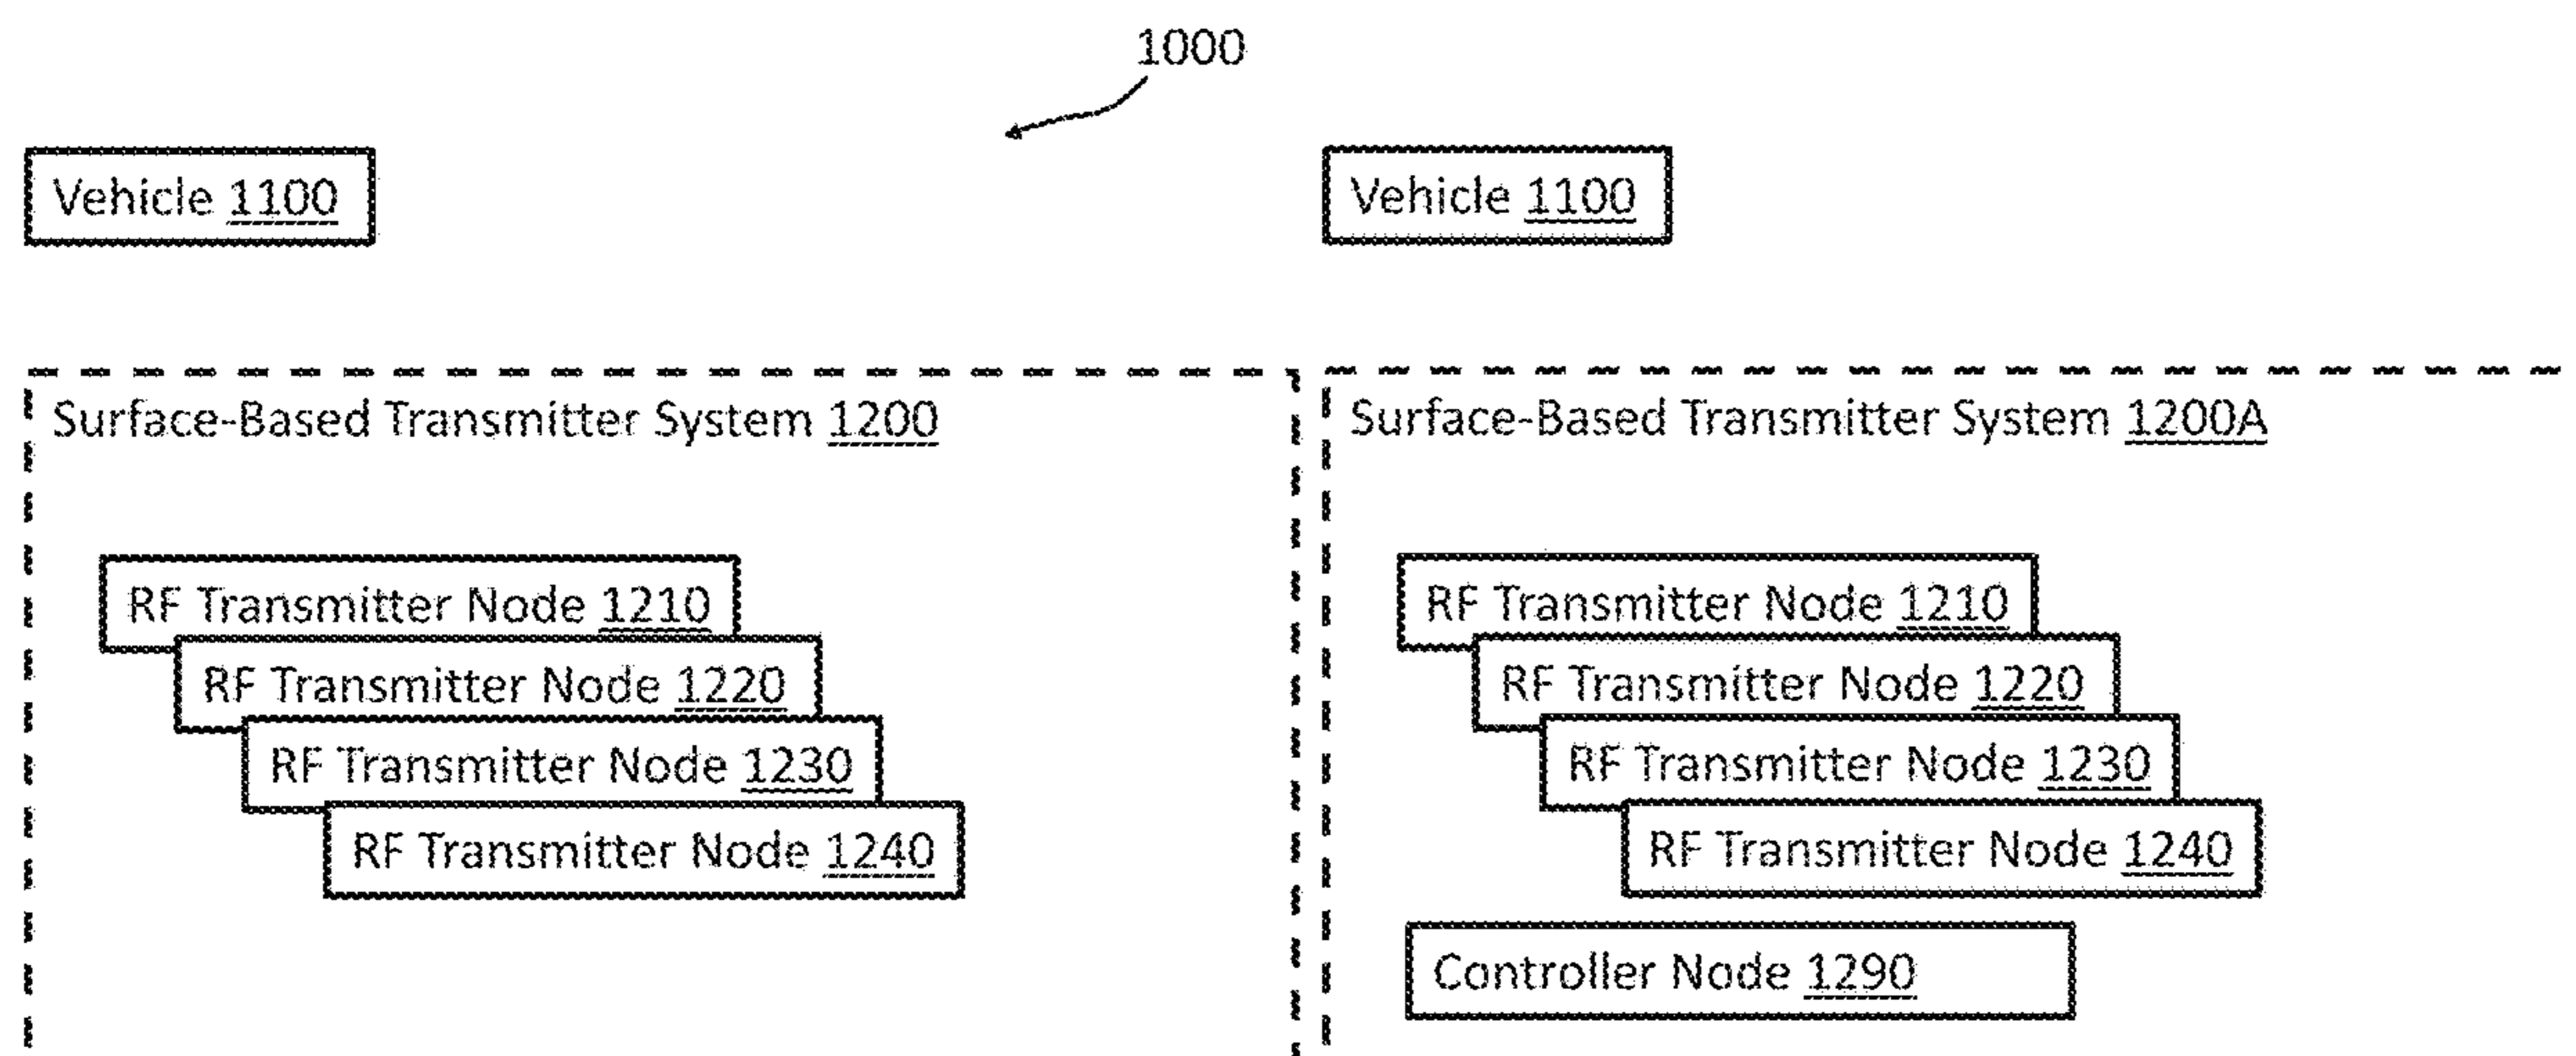 1000
Vehicle 1100
Vehicle 1100
Surface-Based Transmitter System 1200
RF Transmitter Node 1210
RF Transmitter Node 1220
RF Transmitter Node 1230
RF Transmitter Node 1240
Surface-Based Transmitter System 1200A
RF Transmitter Node 1210
RF Transmitter Node 1220
RF Transmitter Node 1230
RF Transmitter Node 1240
Controller Node 1290